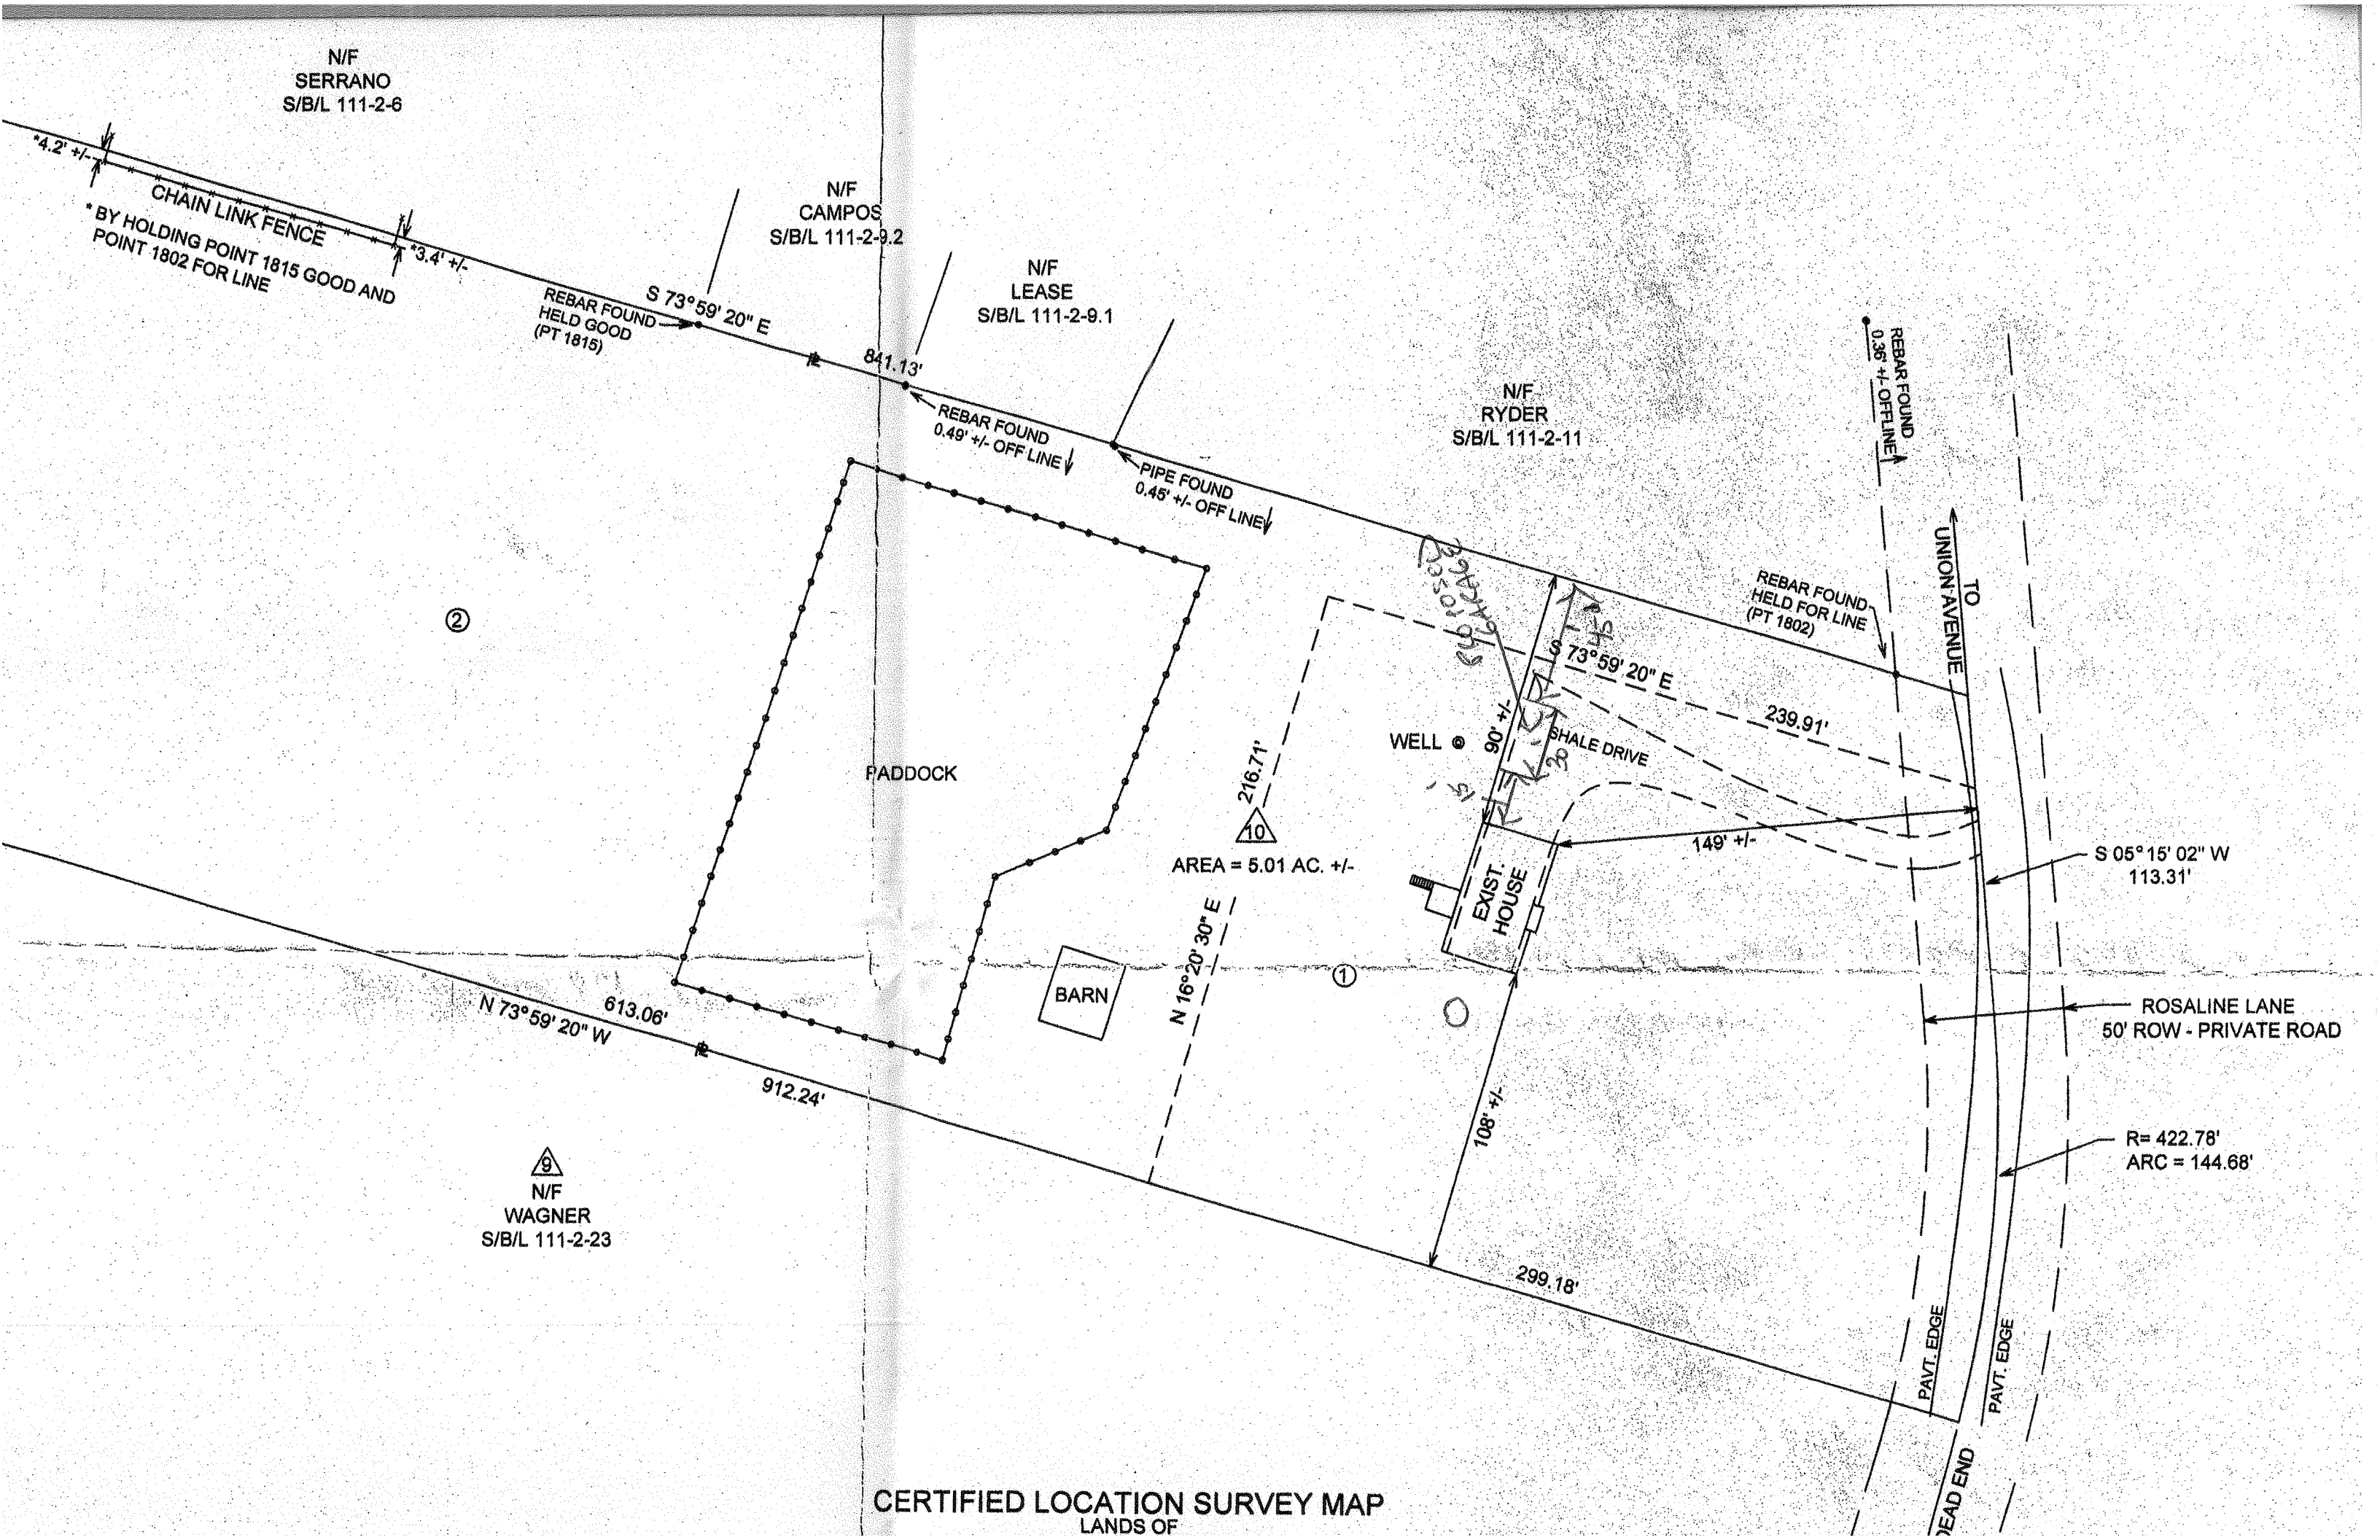 N/F
SERRANO
S/B/L 111-2-6
*4.2' +/-
CHAIN LINK FENCE
*3.4' +/-
* BY HOLDING POINT 1815 GOOD AND
POINT 1802 FOR LINE
N/F
CAMPOS
S/B/L 111-2-9.2
REBAR FOUND
HELD GOOD
(PT 1815)
S 73°59' 20" E
841.13'
N/F
LEASE
S/B/L 111-2-9.1
REBAR FOUND
0.49' +/- OFF LINE
PIPE FOUND
0.45' +/- OFF LINE
N/F
RYDER
S/B/L 111-2-11
REBAR FOUND
0.36' +/- OFFLINE
TO
UNION AVENUE
REBAR FOUND
HELD FOR LINE
(PT 1802)
PROPOSED
GARAGE
45'
S 73°59' 20" E
239.91'
2
PADDOCK
216.71'
WELL
90' +/-
SHALE DRIVE
30'
15'
10
AREA = 5.01 AC. +/-
149' +/-
S 05°15' 02" W
113.31'
EXIST.
HOUSE
N 16°20' 30" E
1
BARN
613.06'
N 73°59' 20" W
912.24'
ROSALINE LANE
50' ROW - PRIVATE ROAD
108' +/-
R= 422.78'
ARC = 144.68'
9
N/F
WAGNER
S/B/L 111-2-23
299.18'
PAVT. EDGE
PAVT. EDGE
DEAD END
CERTIFIED LOCATION SURVEY MAP
LANDS OF